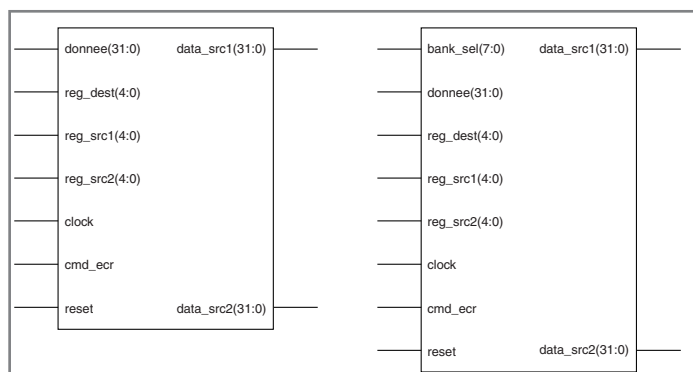 donnee(31:0) data_src1(31:0)
reg_dest(4:0)
reg_src1(4:0)
reg_src2(4:0)
clock
cmd_ecr
reset data_src2(31:0)
bank_sel(7:0) data_src1(31:0)
donnee(31:0)
reg_dest(4:0)
reg_src1(4:0)
reg_src2(4:0)
clock
cmd_ecr
reset data_src2(31:0)